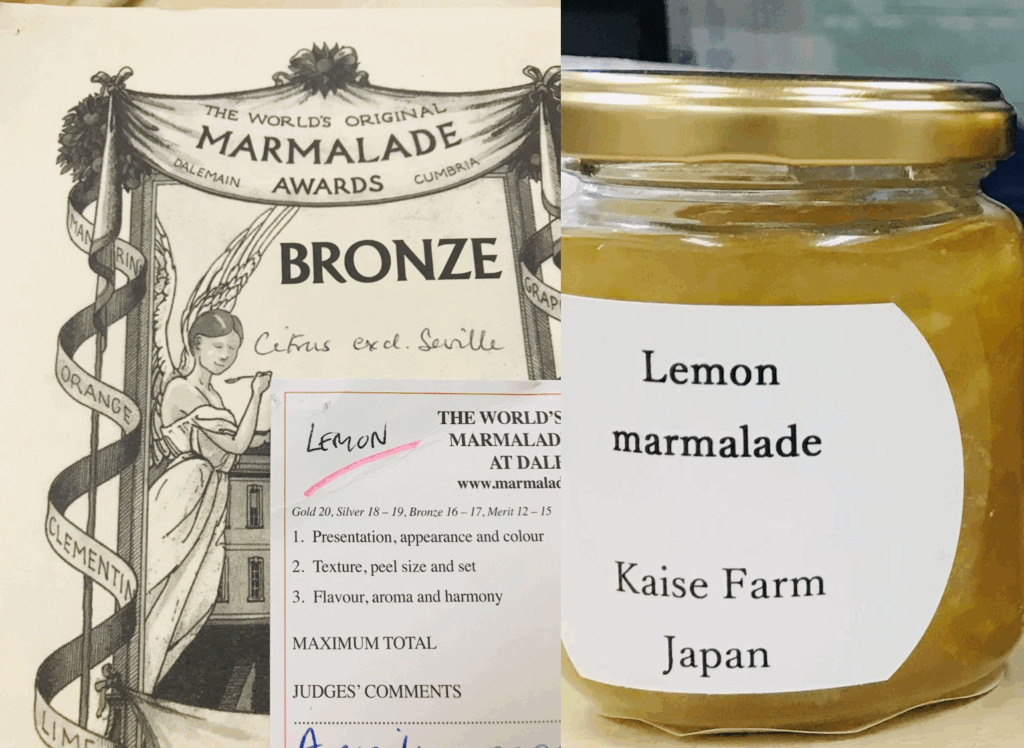 THE WORLD'S ORIGINAL
MARMALADE
DALEMAIN AWARDS CUMBRIA
BRONZE
Citrus excl. Seville
MANDARIN
ORANGE
CLEMENTIN
LIME
GRAP
LEMON
THE WORLD'S
MARMALAD
AT DALE
www.marmalad
Gold 20, Silver 18 – 19, Bronze 16 – 17, Merit 12 – 15
1. Presentation, appearance and colour
2. Texture, peel size and set
3. Flavour, aroma and harmony
MAXIMUM TOTAL
JUDGES' COMMENTS
Lemon
marmalade
Kaise Farm
Japan